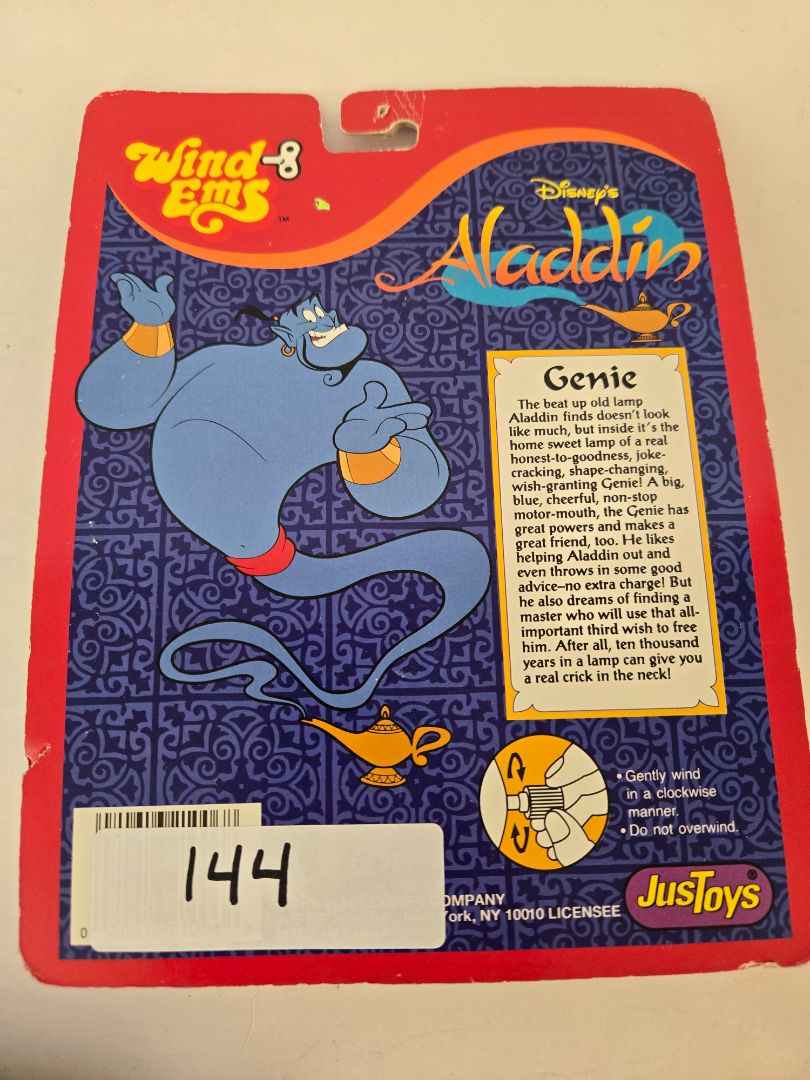 Wind
Ems
™
Disney's
Aladdin
Genie
The beat up old lamp
Aladdin finds doesn't look
like much, but inside it's the
home sweet lamp of a real
honest-to-goodness, joke-
cracking, shape-changing,
wish-granting Genie! A big,
blue, cheerful, non-stop
motor-mouth, the Genie has
great powers and makes a
great friend, too. He likes
helping Aladdin out and
even throws in some good
advice–no extra charge! But
he also dreams of finding a
master who will use that all-
important third wish to free
him. After all, ten thousand
years in a lamp can give you
a real crick in the neck!
• Gently wind
in a clockwise
manner.
• Do not overwind.
144
0
OMPANY
York, NY 10010 LICENSEE
JusToys®